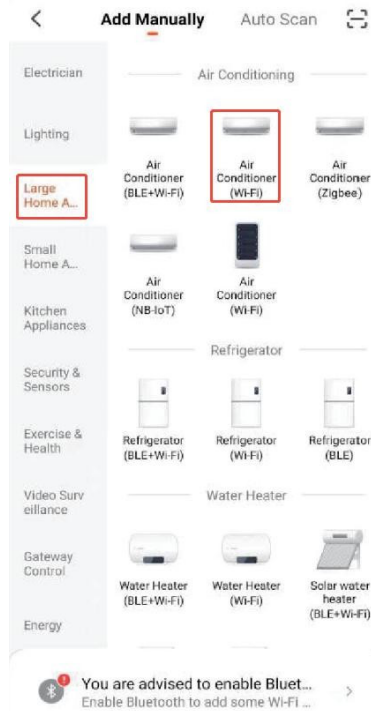 Add Manually Auto Scan
Electrician
Lighting
Large
Home A...
Small
Home A...
Kitchen
Appliances
Security &
Sensors
Exercise &
Health
Video Surv
eillance
Gateway
Control
Energy
Air Conditioning
Air
Conditioner
(BLE+Wi-Fi)
Air
Conditioner
(Wi-Fi)
Air
Conditioner
(Zigbee)
Air
Conditioner
(NB-IoT)
Air
Conditioner
(Wi-Fi)
Refrigerator
Refrigerator
(BLE+Wi-Fi)
Refrigerator
(Wi-Fi)
Refrigerator
(BLE)
Water Heater
Water Heater
(BLE+Wi-Fi)
Water Heater
(Wi-Fi)
Solar water
heater
(BLE+Wi-Fi)
You are advised to enable Bluet...
Enable Bluetooth to add some Wi-Fi ...